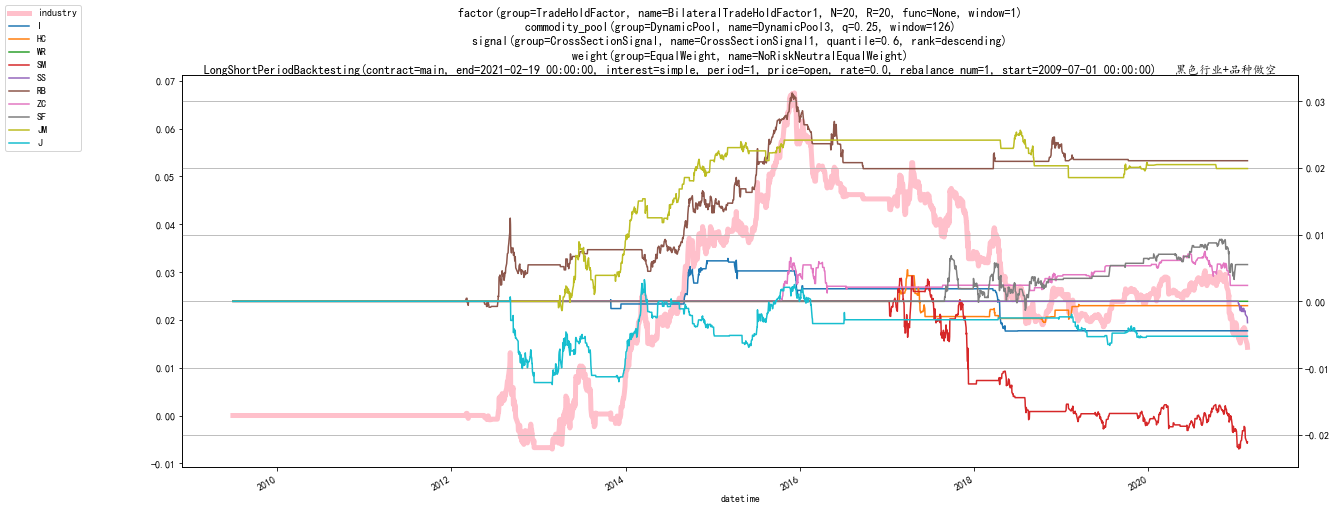 industry
I
HC
WR
SM
SS
RB
ZC
SF
JM
J
factor(group=TradeHoldFactor, name=BilateralTradeHoldFactor1, N=20, R=20, func=None, window=1)
commodity_pool(group=DynamicPool, name=DynamicPool3, q=0.25, window=126)
signal(group=CrossSectionSignal, name=CrossSectionSignal1, quantile=0.6, rank=descending)
weight(group=EqualWeight, name=NoRiskNeutralEqualWeight)
LongShortPeriodBacktesting(contract=main, end=2021-02-19 00:00:00, interest=simple, period=1, price=open, rate=0.0, rebalance_num=1, start=2009-07-01 00:00:00) 黑色行业+品种做空
0.07
0.06
0.05
0.04
0.03
0.02
0.01
0.00
-0.01
0.03
0.02
0.01
0.00
-0.01
-0.02
2010
2012
2014
2016
2018
2020
datetime